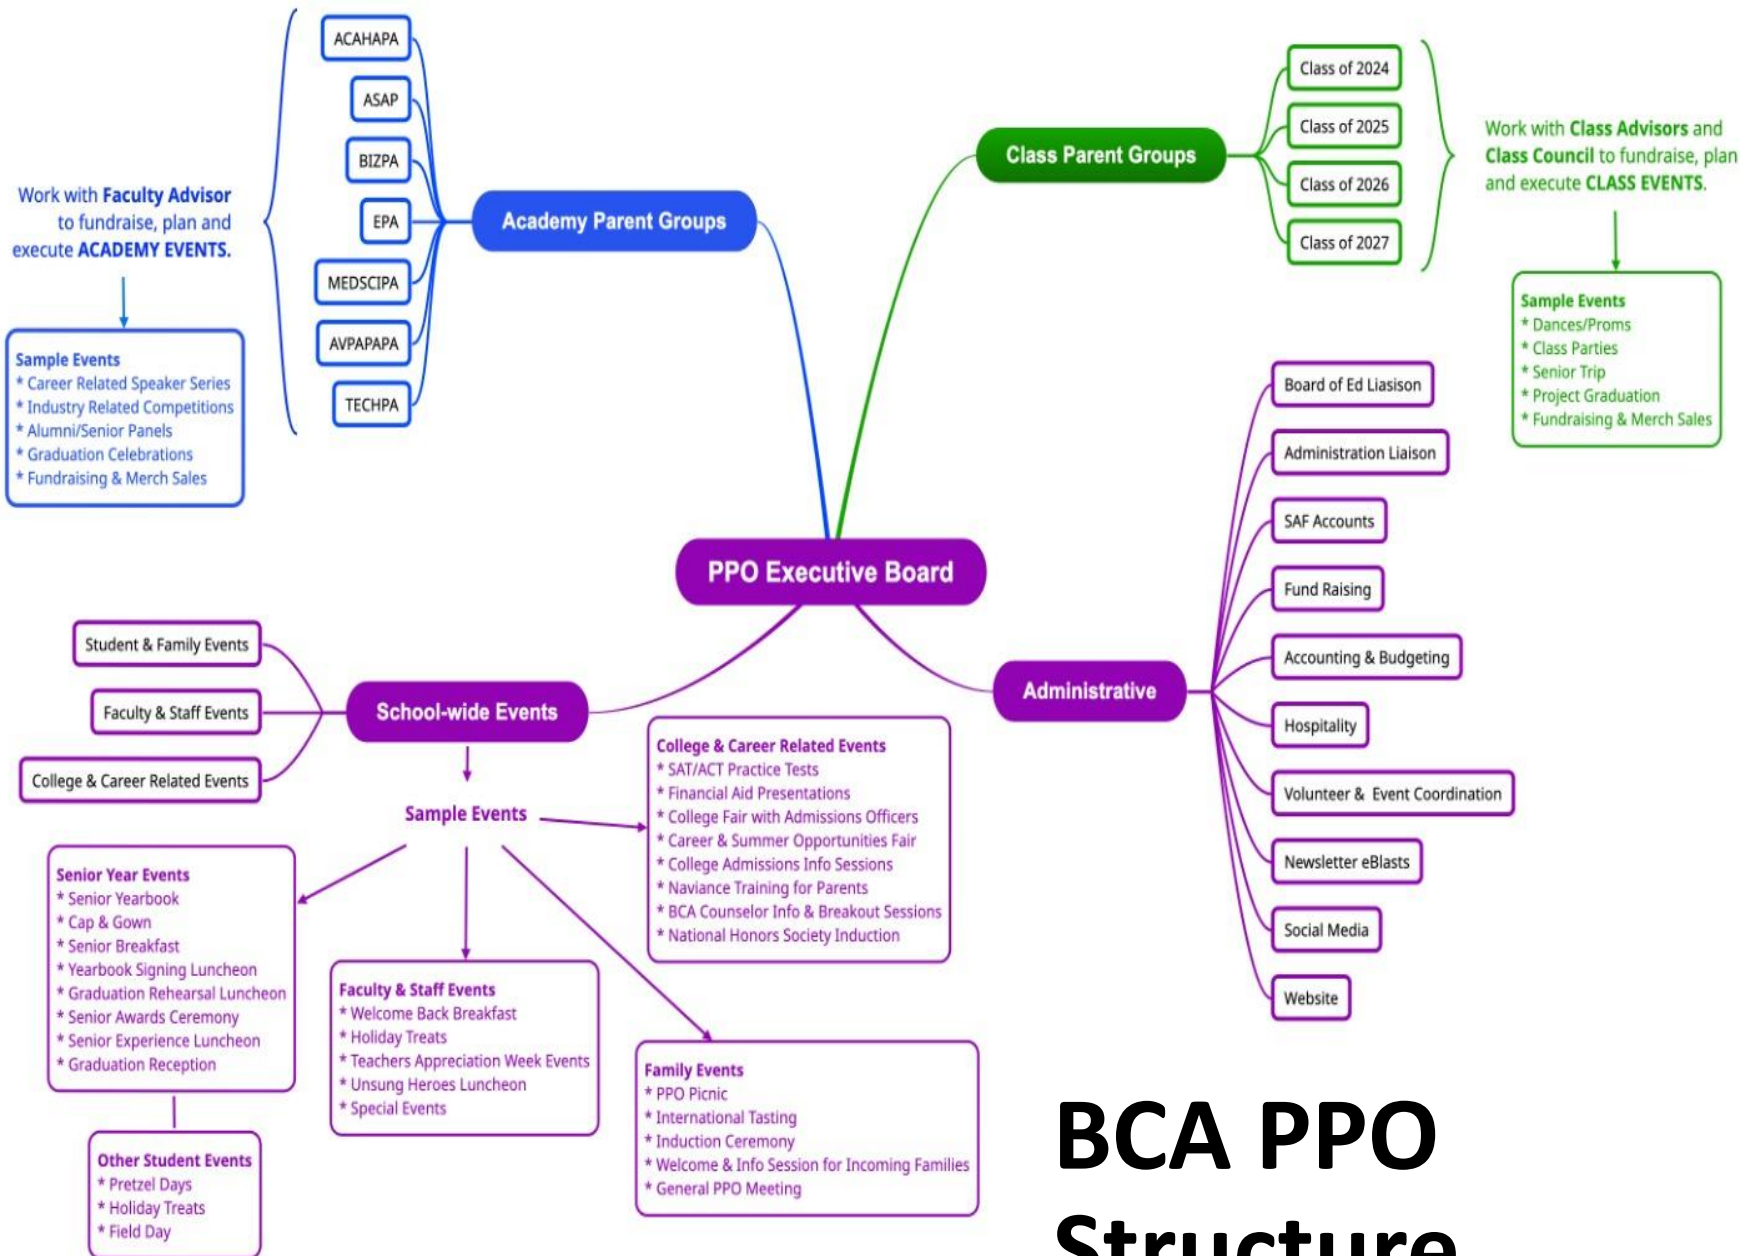 ACAHAPA
ASAP
BIZPA
EPA
MEDSCIPA
AVPAPAPA
TECHPA
Academy Parent Groups
Work with Faculty Advisor
to fundraise, plan and
execute ACADEMY EVENTS.
Sample Events
* Career Related Speaker Series
* Industry Related Competitions
* Alumni/Senior Panels
* Graduation Celebrations
* Fundraising & Merch Sales
Class Parent Groups
Class of 2024
Class of 2025
Class of 2026
Class of 2027
Work with Class Advisors and
Class Council to fundraise, plan
and execute CLASS EVENTS.
Sample Events
* Dances/Proms
* Class Parties
* Senior Trip
* Project Graduation
* Fundraising & Merch Sales
PPO Executive Board
Student & Family Events
Faculty & Staff Events
College & Career Related Events
School-wide Events
Sample Events
Senior Year Events
* Senior Yearbook
* Cap & Gown
* Senior Breakfast
* Yearbook Signing Luncheon
* Graduation Rehearsal Luncheon
* Senior Awards Ceremony
* Senior Experience Luncheon
* Graduation Reception
Other Student Events
* Pretzel Days
* Holiday Treats
* Field Day
Faculty & Staff Events
* Welcome Back Breakfast
* Holiday Treats
* Teachers Appreciation Week Events
* Unsung Heroes Luncheon
* Special Events
College & Career Related Events
* SAT/ACT Practice Tests
* Financial Aid Presentations
* College Fair with Admissions Officers
* Career & Summer Opportunities Fair
* College Admissions Info Sessions
* Naviance Training for Parents
* BCA Counselor Info & Breakout Sessions
* National Honors Society Induction
Family Events
* PPO Picnic
* International Tasting
* Induction Ceremony
* Welcome & Info Session for Incoming Families
* General PPO Meeting
Administrative
Board of Ed Liasison
Administration Liaison
SAF Accounts
Fund Raising
Accounting & Budgeting
Hospitality
Volunteer & Event Coordination
Newsletter eBlasts
Social Media
Website
BCA PPO
Structure